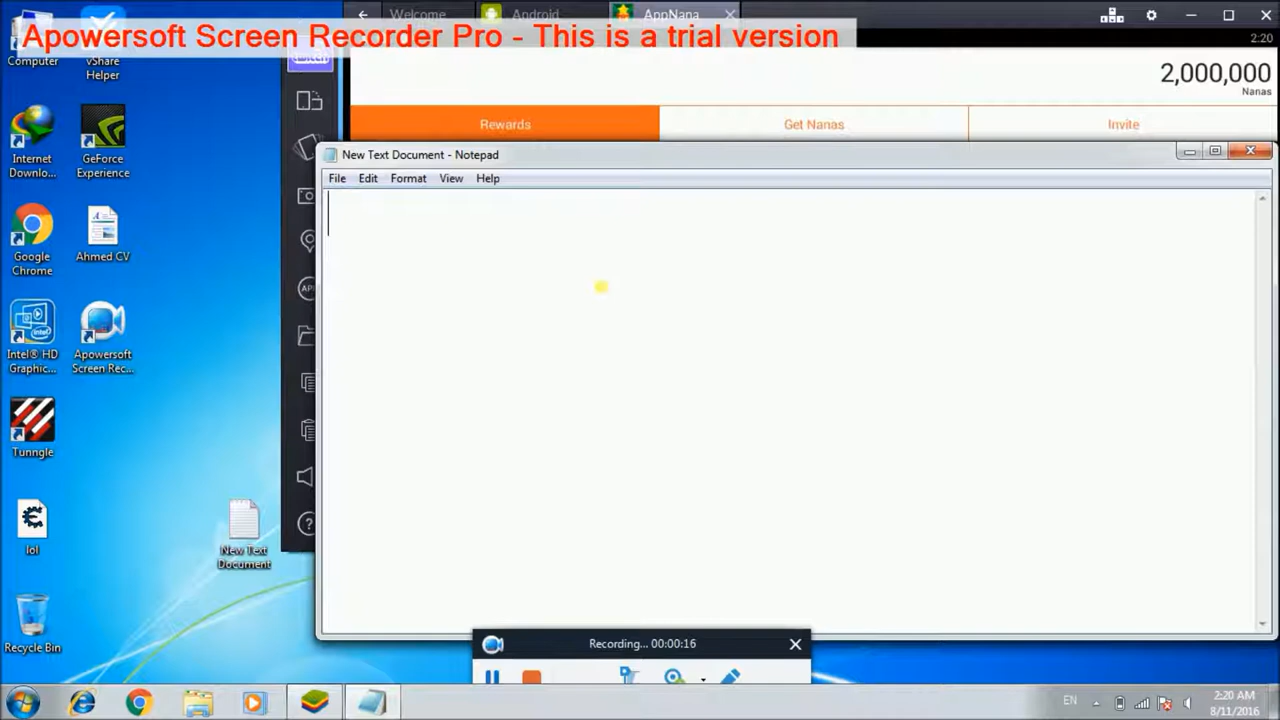 Apowersoft Screen Recorder Pro - This is a trial version
Welcome
Android
AppNana
2:20
2,000,000
Nanas
Rewards
Get Nanas
Invite
New Text Document - Notepad
File Edit Format View Help
Computer
vShare
Helper
Internet
Downlo...
GeForce
Experience
Google
Chrome
Ahmed CV
Intel® HD
Graphic...
Apowersoft
Screen Rec...
Tunngle
lol
New Text
Document
Recycle Bin
API
Recording... 00:00:16
EN
2:20 AM
8/11/2016